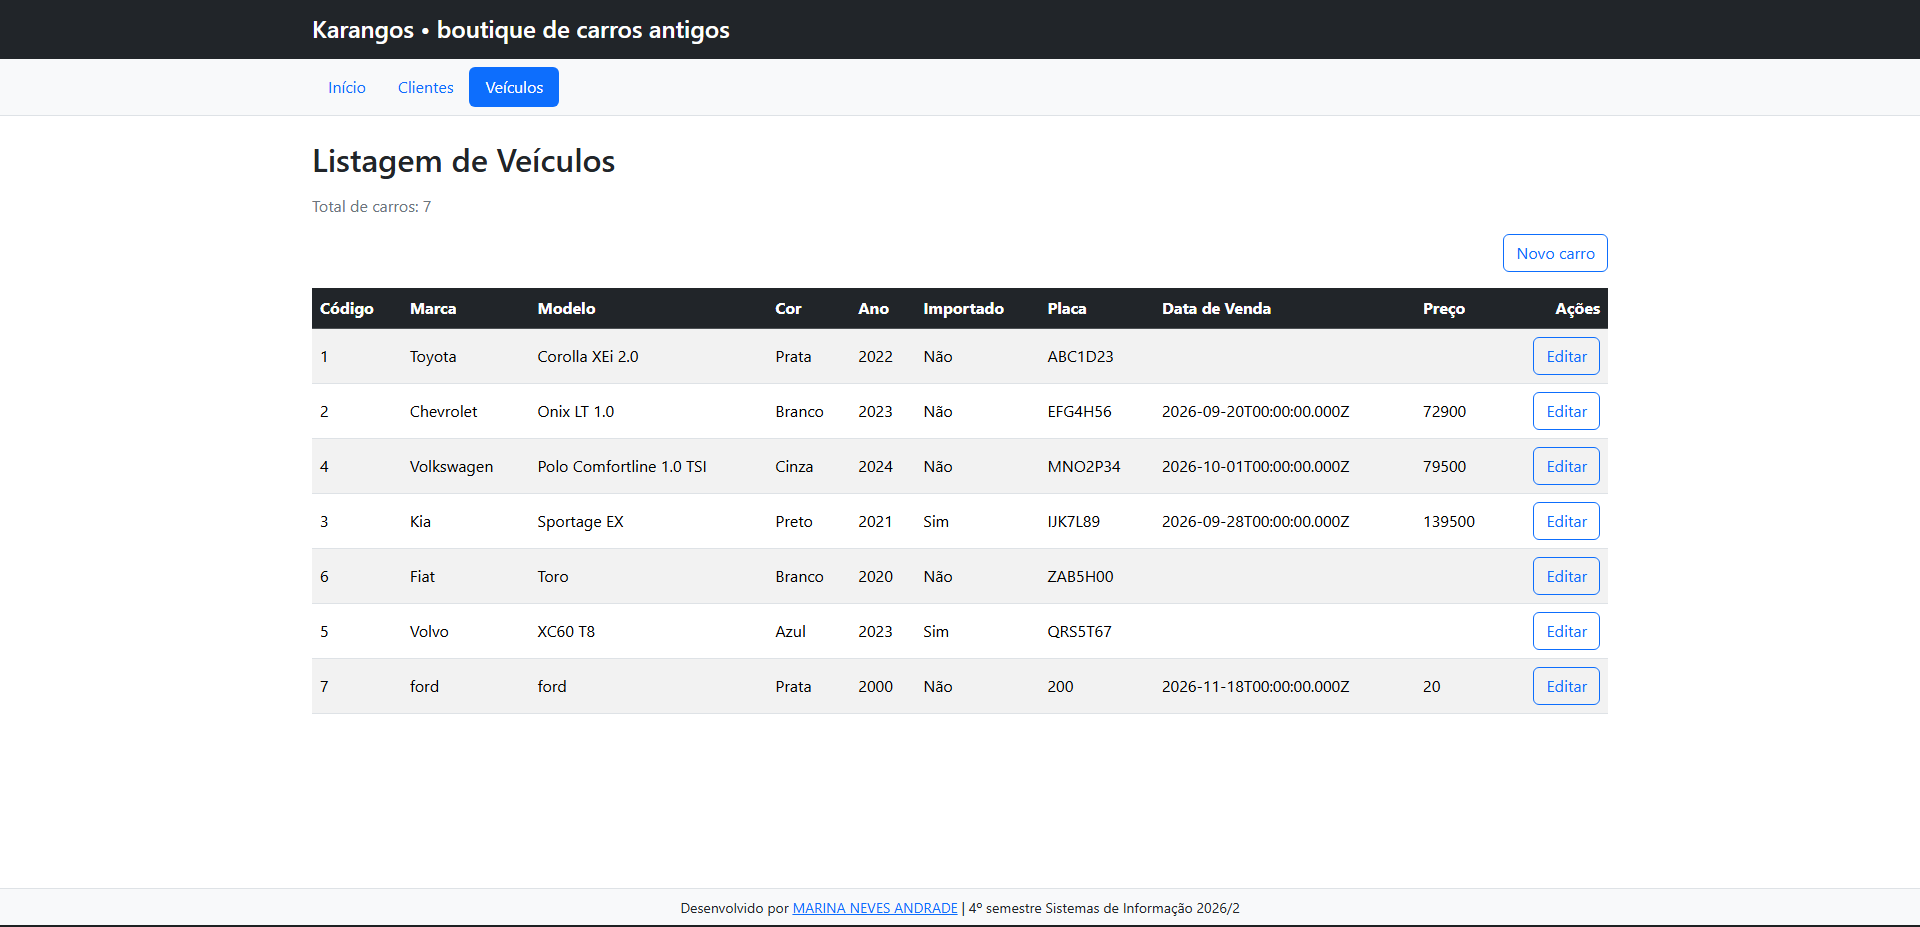 Karangos • boutique de carros antigos
Início Clientes Veículos
Listagem de Veículos
Total de carros: 7
Novo carro
Código Marca Modelo Cor Ano Importado Placa Data de Venda Preço Ações
1 Toyota Corolla XEi 2.0 Prata 2022 Não ABC1D23 Editar
2 Chevrolet Onix LT 1.0 Branco 2023 Não EFG4H56 2026-09-20T00:00:00.000Z 72900 Editar
4 Volkswagen Polo Comfortline 1.0 TSI Cinza 2024 Não MNO2P34 2026-10-01T00:00:00.000Z 79500 Editar
3 Kia Sportage EX Preto 2021 Sim IJK7L89 2026-09-28T00:00:00.000Z 139500 Editar
6 Fiat Toro Branco 2020 Não ZAB5H00 Editar
5 Volvo XC60 T8 Azul 2023 Sim QRS5T67 Editar
7 ford ford Prata 2000 Não 200 2026-11-18T00:00:00.000Z 20 Editar
Desenvolvido por MARINA NEVES ANDRADE | 4º semestre Sistemas de Informação 2026/2